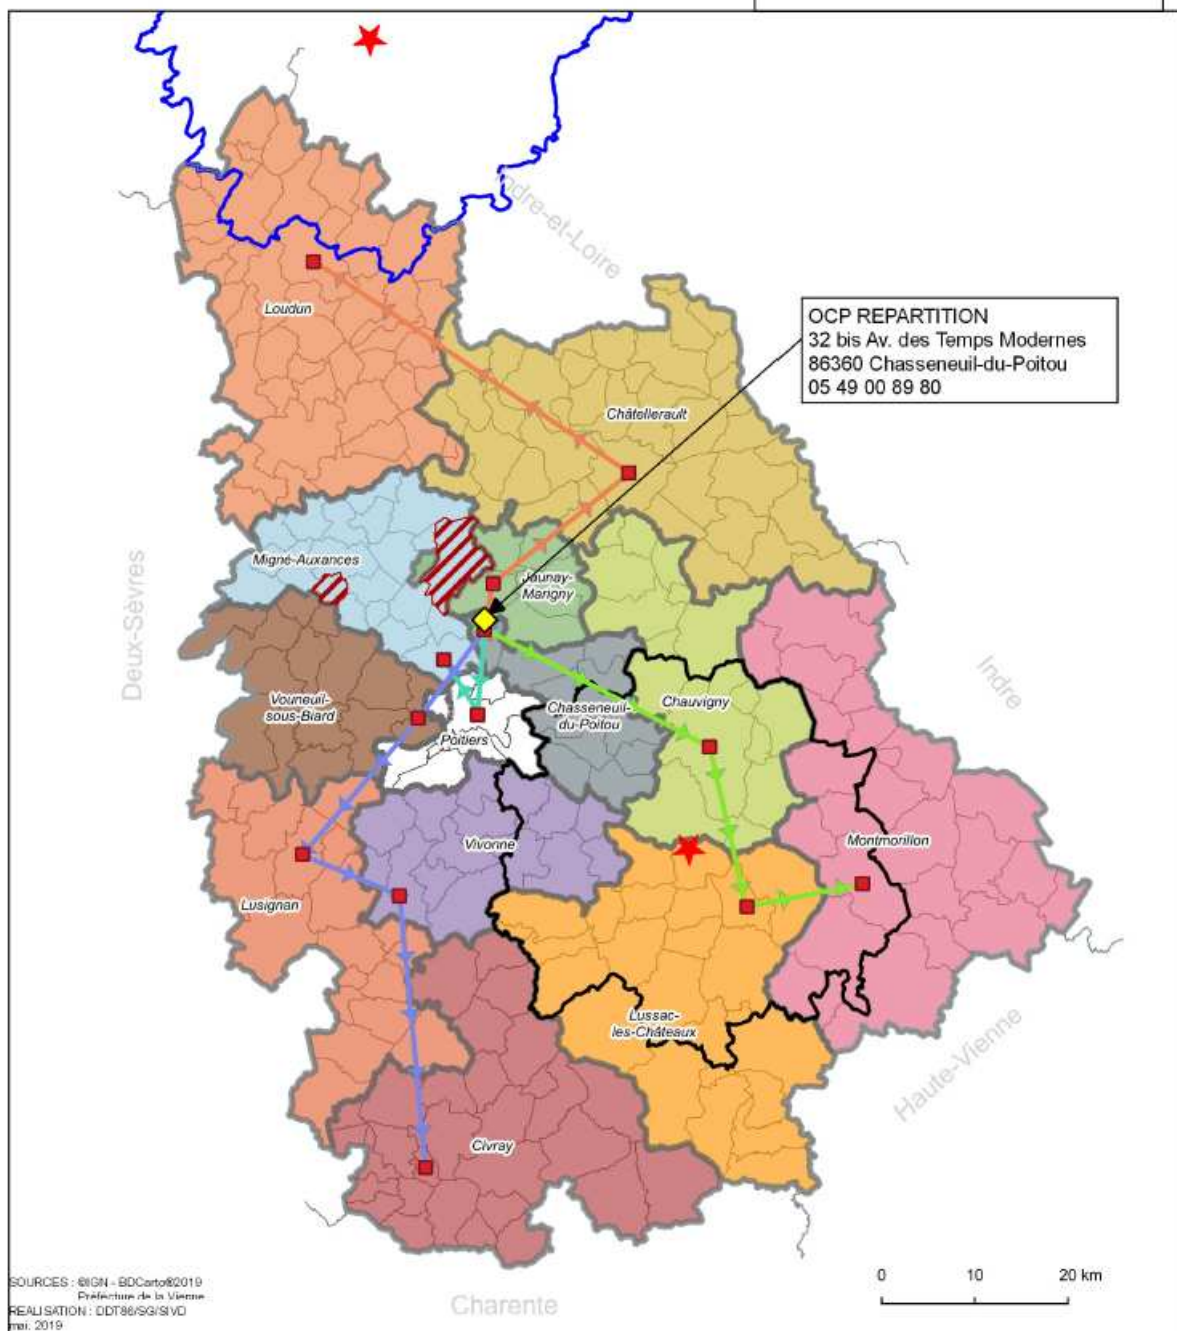 Indre-et-Loire
Loudun
OCP REPARTITION
32 bis Av. des Temps Modernes
86360 Chasseneuil-du-Poitou
05 49 00 89 80
Châtellerault
Migné-Auxances
Jaunay-
Marigny
Deux-Sèvres
Indre
Vouneuil-
sous-Biard
Chasseneuil-
du-Poitou
Chauvigny
Poitiers
Vivonne
Montmorillon
Lusignan
Lussac-
les-Châteaux
Haute-Vienne
Civray
SOURCES : ©IGN - BDCarto®2019
Préfécture de la Vienne
REALISATION : DDT86/SG/SIVD
mai. 2019
Charente
0 10 20 km